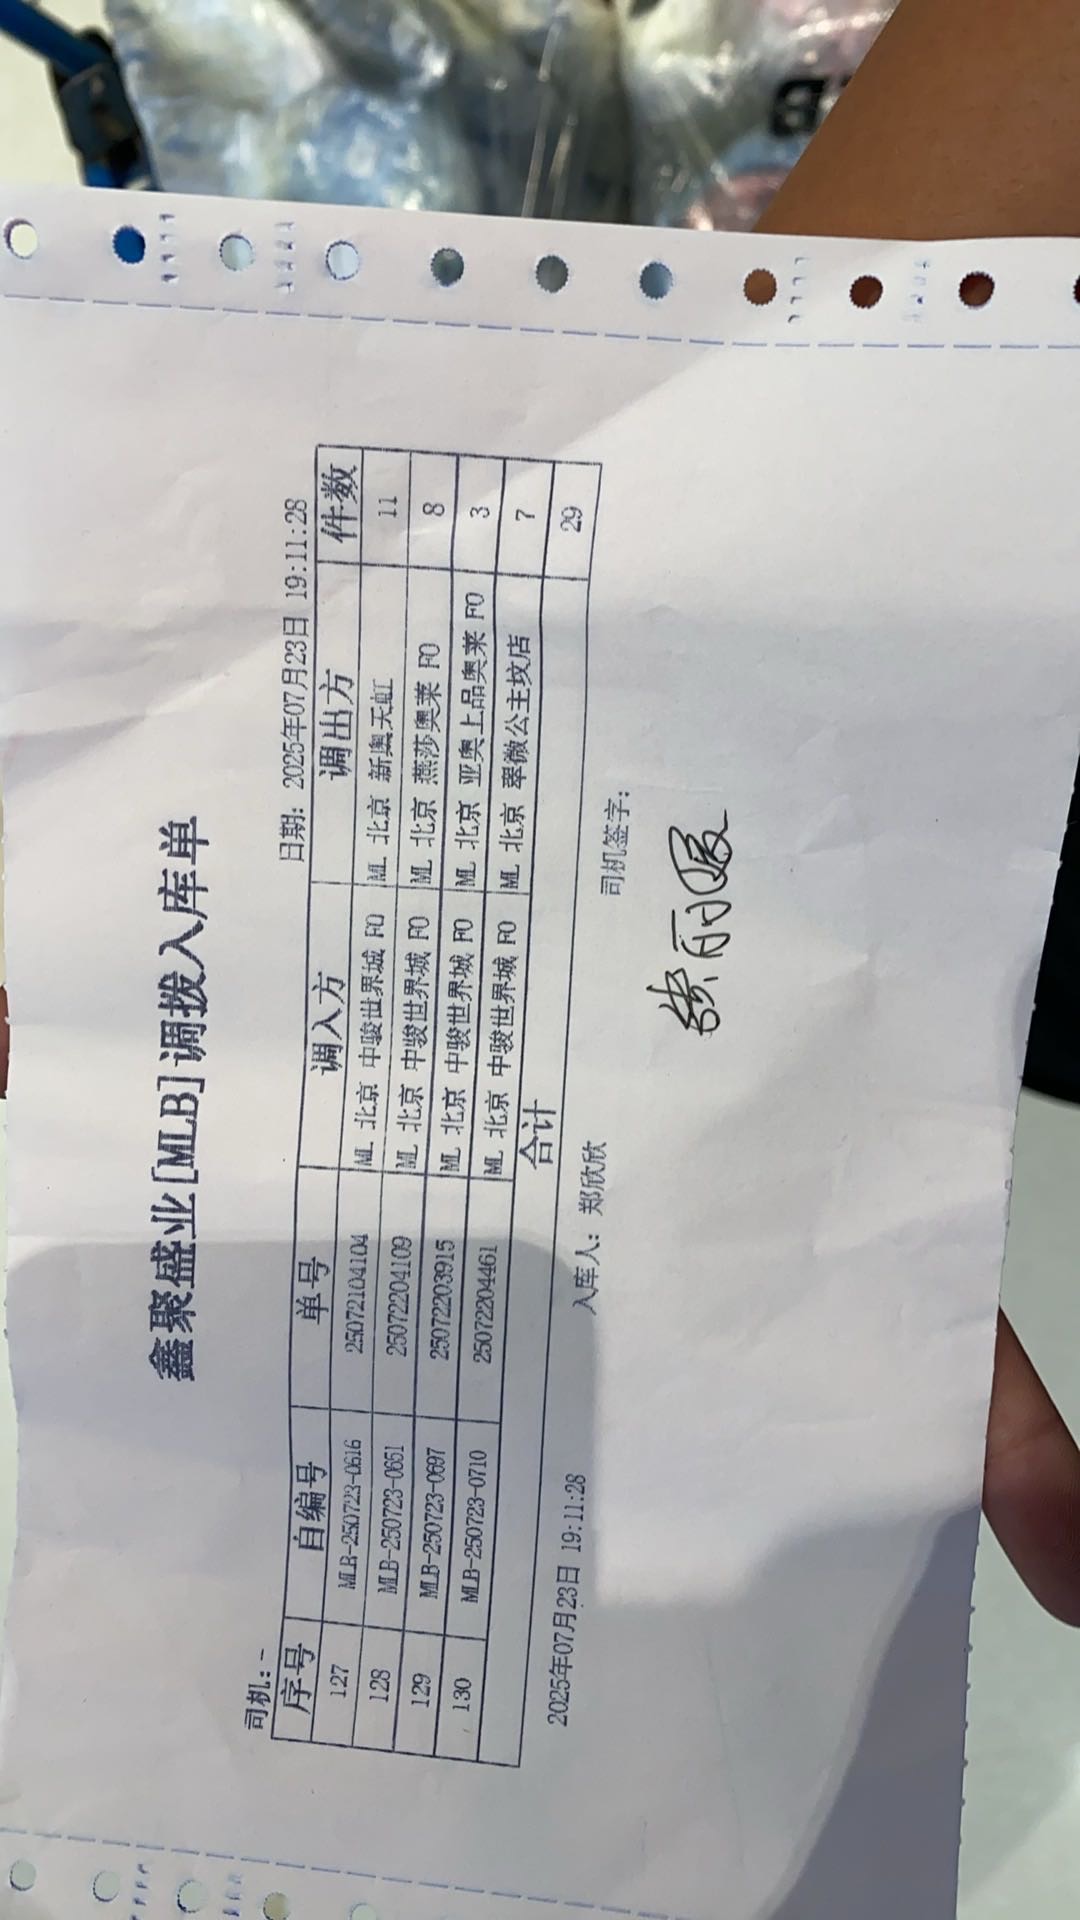 鑫聚盛业[MLB]调拨入库单
司机：-
日期：2025年07月23日 19:11:28
序号 自编号 单号 调入方 调出方 件数
127 MLB-250723-0616 25072104104 ML 北京 中骏世界城 FO ML 北京 新奥天虹 11
128 MLB-250723-0651 25072204109 ML 北京 中骏世界城 FO ML 北京 燕莎奥莱 FO 8
129 MLB-250723-0697 25072203915 ML 北京 中骏世界城 FO ML 北京 亚奥上品奥莱 FO 3
130 MLB-250723-0710 25072204461 ML 北京 中骏世界城 FO ML 北京 翠微公主坟店 7
合计 29
2025年07月23日 19:11:28 入库人：郑欣欣 司机签字：